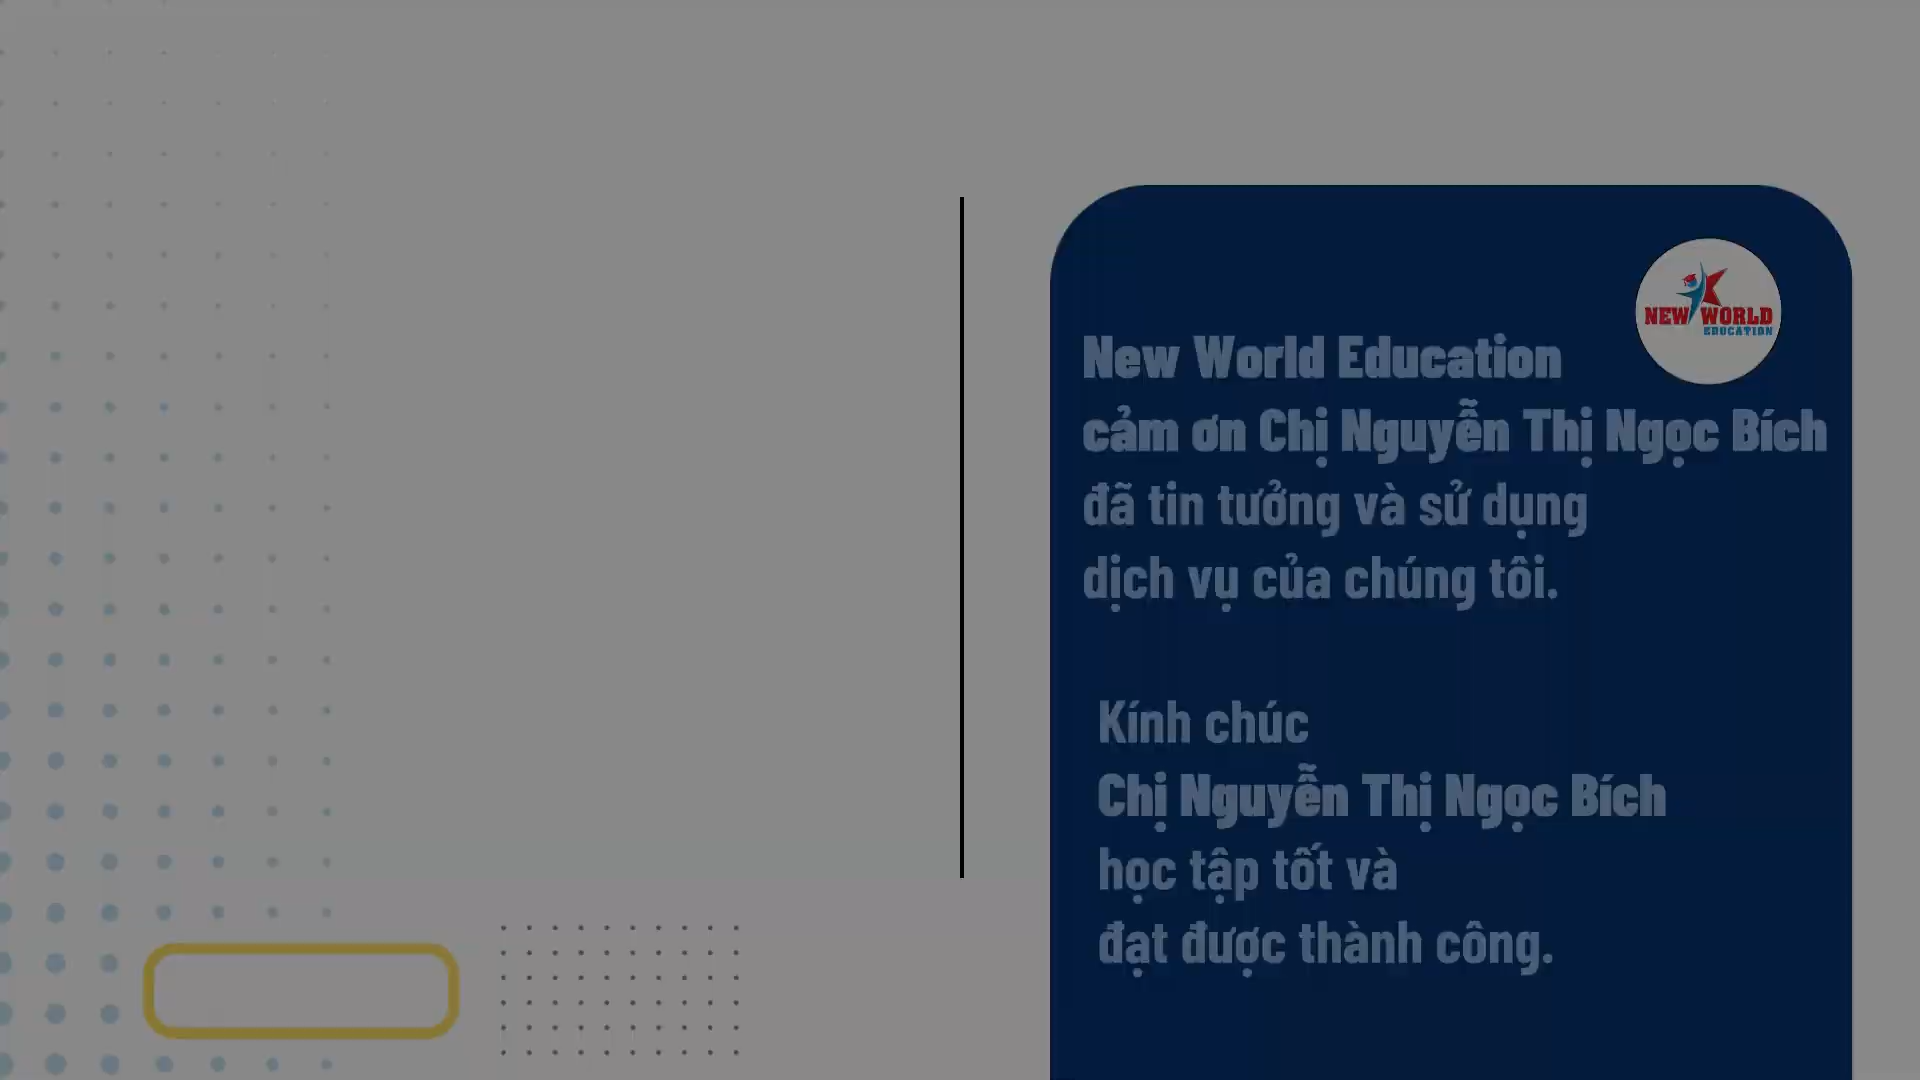 NEW WORLD
EDUCATION
New World Education
cảm ơn Chị Nguyễn Thị Ngọc Bích
đã tin tưởng và sử dụng
dịch vụ của chúng tôi.
Kính chúc
Chị Nguyễn Thị Ngọc Bích
học tập tốt và
đạt được thành công.